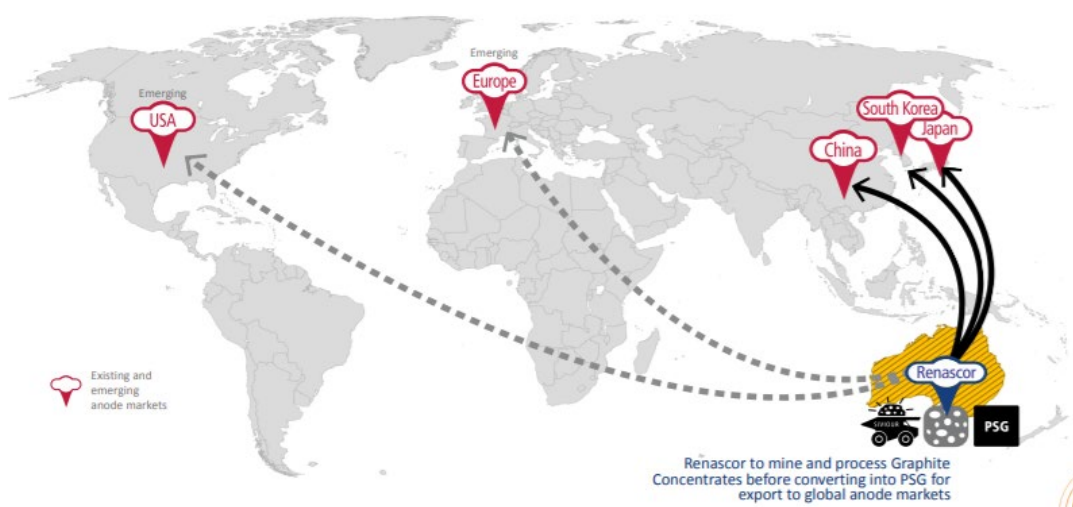 Emerging
Europe
Emerging
USA
South Korea
Japan
China
Renascor
Existing and
emerging
anode markets
SIVIOUR
PSG
Renascor to mine and process Graphite
Concentrates before converting into PSG for
export to global anode markets